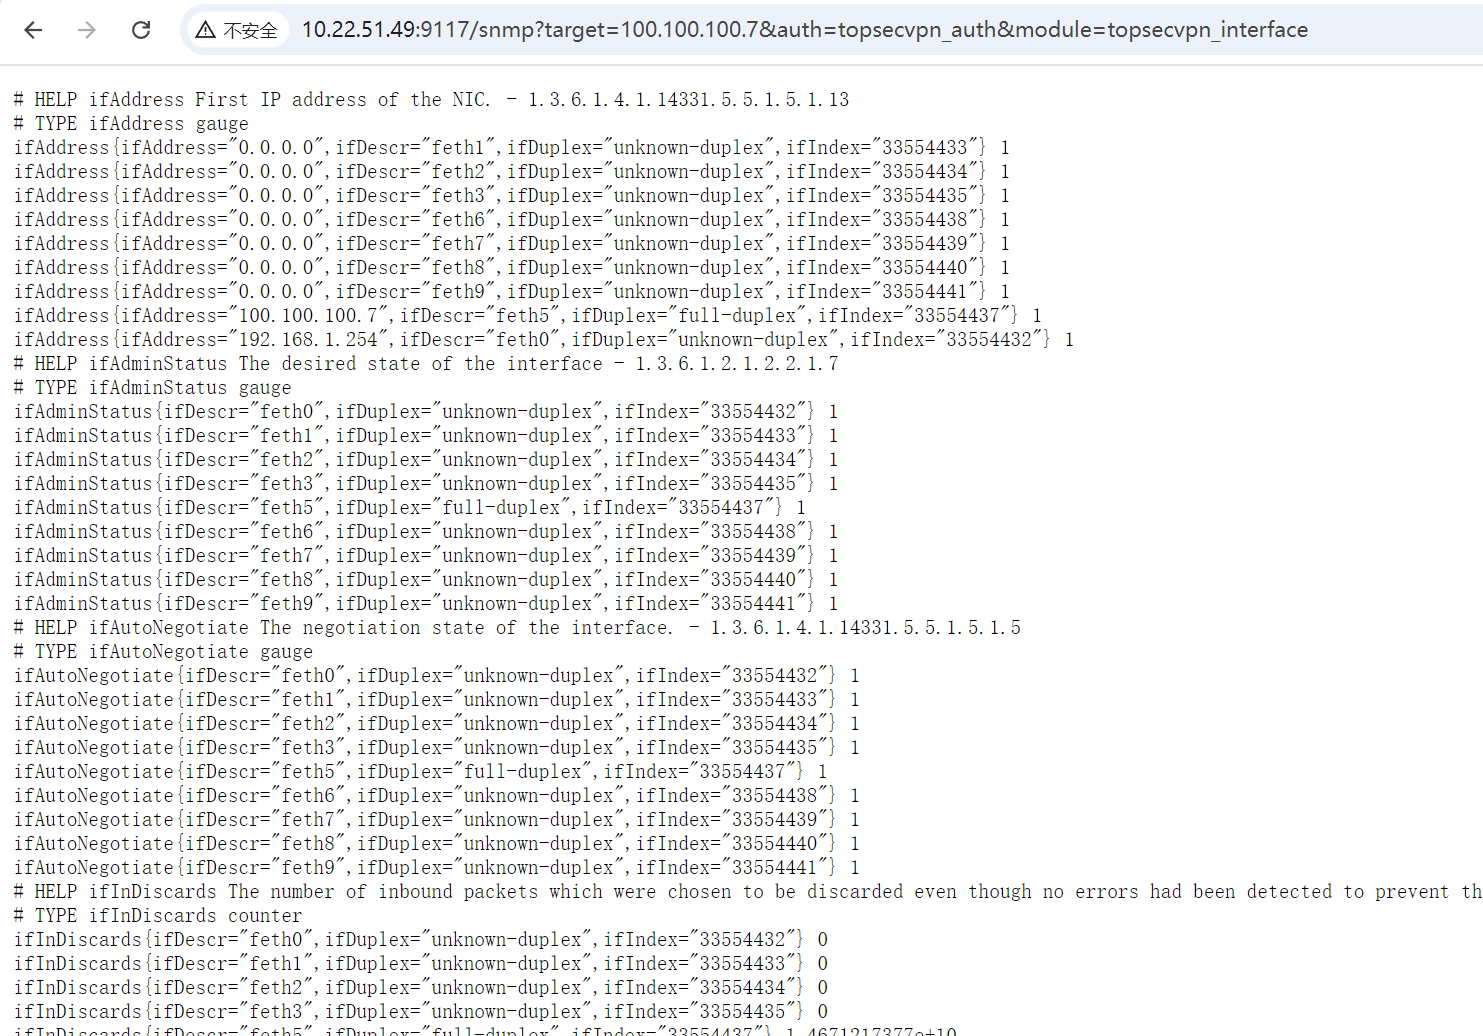 不安全 10.22.51.49:9117/snmp?target=100.100.100.7&auth=topsecvpn_auth&module=topsecvpn_interface
# HELP ifAddress First IP address of the NIC. - 1.3.6.1.4.1.14331.5.5.1.5.1.13
# TYPE ifAddress gauge
ifAddress{ifAddress="0.0.0.0",ifDescr="feth1",ifDuplex="unknown-duplex",ifIndex="33554433"} 1
ifAddress{ifAddress="0.0.0.0",ifDescr="feth2",ifDuplex="unknown-duplex",ifIndex="33554434"} 1
ifAddress{ifAddress="0.0.0.0",ifDescr="feth3",ifDuplex="unknown-duplex",ifIndex="33554435"} 1
ifAddress{ifAddress="0.0.0.0",ifDescr="feth6",ifDuplex="unknown-duplex",ifIndex="33554438"} 1
ifAddress{ifAddress="0.0.0.0",ifDescr="feth7",ifDuplex="unknown-duplex",ifIndex="33554439"} 1
ifAddress{ifAddress="0.0.0.0",ifDescr="feth8",ifDuplex="unknown-duplex",ifIndex="33554440"} 1
ifAddress{ifAddress="0.0.0.0",ifDescr="feth9",ifDuplex="unknown-duplex",ifIndex="33554441"} 1
ifAddress{ifAddress="100.100.100.7",ifDescr="feth5",ifDuplex="full-duplex",ifIndex="33554437"} 1
ifAddress{ifAddress="192.168.1.254",ifDescr="feth0",ifDuplex="unknown-duplex",ifIndex="33554432"} 1
# HELP ifAdminStatus The desired state of the interface - 1.3.6.1.2.1.2.2.1.7
# TYPE ifAdminStatus gauge
ifAdminStatus{ifDescr="feth0",ifDuplex="unknown-duplex",ifIndex="33554432"} 1
ifAdminStatus{ifDescr="feth1",ifDuplex="unknown-duplex",ifIndex="33554433"} 1
ifAdminStatus{ifDescr="feth2",ifDuplex="unknown-duplex",ifIndex="33554434"} 1
ifAdminStatus{ifDescr="feth3",ifDuplex="unknown-duplex",ifIndex="33554435"} 1
ifAdminStatus{ifDescr="feth5",ifDuplex="full-duplex",ifIndex="33554437"} 1
ifAdminStatus{ifDescr="feth6",ifDuplex="unknown-duplex",ifIndex="33554438"} 1
ifAdminStatus{ifDescr="feth7",ifDuplex="unknown-duplex",ifIndex="33554439"} 1
ifAdminStatus{ifDescr="feth8",ifDuplex="unknown-duplex",ifIndex="33554440"} 1
ifAdminStatus{ifDescr="feth9",ifDuplex="unknown-duplex",ifIndex="33554441"} 1
# HELP ifAutoNegotiate The negotiation state of the interface. - 1.3.6.1.4.1.14331.5.5.1.5.1.5
# TYPE ifAutoNegotiate gauge
ifAutoNegotiate{ifDescr="feth0",ifDuplex="unknown-duplex",ifIndex="33554432"} 1
ifAutoNegotiate{ifDescr="feth1",ifDuplex="unknown-duplex",ifIndex="33554433"} 1
ifAutoNegotiate{ifDescr="feth2",ifDuplex="unknown-duplex",ifIndex="33554434"} 1
ifAutoNegotiate{ifDescr="feth3",ifDuplex="unknown-duplex",ifIndex="33554435"} 1
ifAutoNegotiate{ifDescr="feth5",ifDuplex="full-duplex",ifIndex="33554437"} 1
ifAutoNegotiate{ifDescr="feth6",ifDuplex="unknown-duplex",ifIndex="33554438"} 1
ifAutoNegotiate{ifDescr="feth7",ifDuplex="unknown-duplex",ifIndex="33554439"} 1
ifAutoNegotiate{ifDescr="feth8",ifDuplex="unknown-duplex",ifIndex="33554440"} 1
ifAutoNegotiate{ifDescr="feth9",ifDuplex="unknown-duplex",ifIndex="33554441"} 1
# HELP ifInDiscards The number of inbound packets which were chosen to be discarded even though no errors had been detected to prevent th
# TYPE ifInDiscards counter
ifInDiscards{ifDescr="feth0",ifDuplex="unknown-duplex",ifIndex="33554432"} 0
ifInDiscards{ifDescr="feth1",ifDuplex="unknown-duplex",ifIndex="33554433"} 0
ifInDiscards{ifDescr="feth2",ifDuplex="unknown-duplex",ifIndex="33554434"} 0
ifInDiscards{ifDescr="feth3",ifDuplex="unknown-duplex",ifIndex="33554435"} 0
ifInDiscards{ifDescr="feth5",ifDuplex="full-duplex",ifIndex="33554437"} 1.4671217377e+10